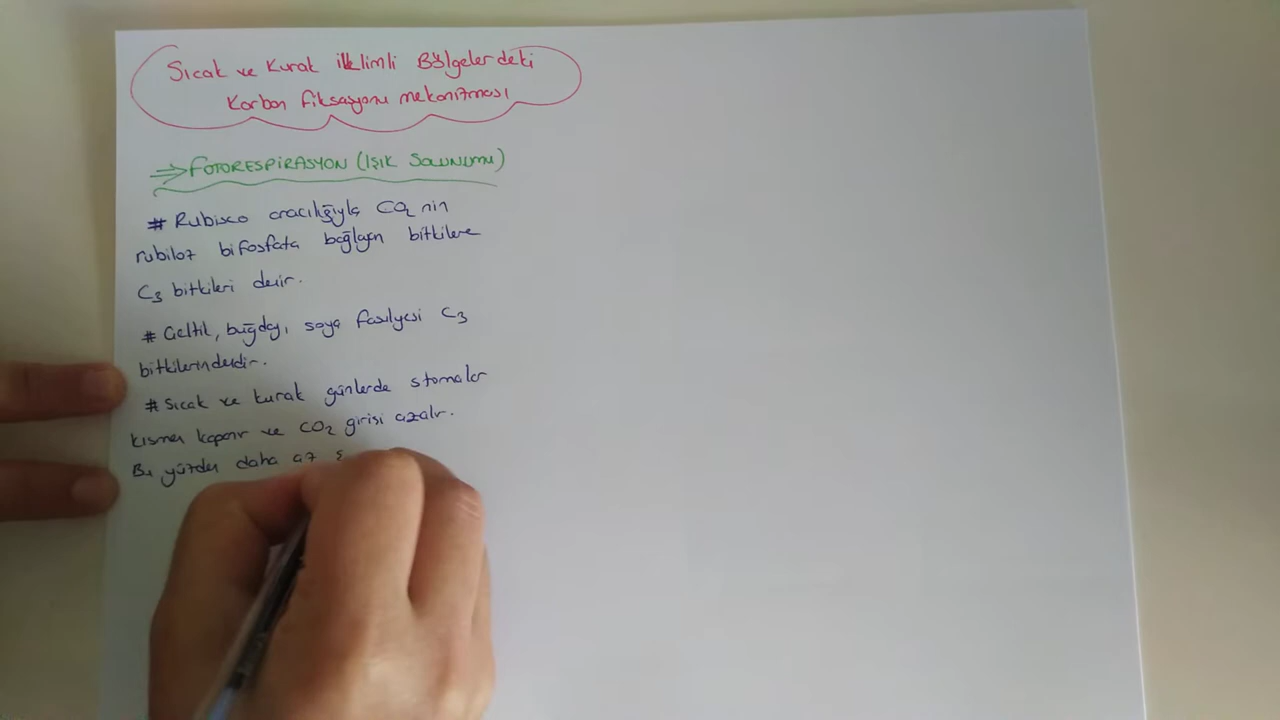 Sıcak ve Kurak iklimli Bölgelerdeki
Karbon fiksasyonu mekanizması
⇒ FOTORESPİRASYON (IŞIK SOLUNUMU)
# Rubisco aracılığıyla CO₂ nin
rubiloz bifosfata bağlayan bitkilere
C₃ bitkileri denir.
# Çeltik, buğday, soya fasulyesi C₃
bitkilerindendir.
# Sıcak ve kurak günlerde stomalar
kısmen kapanır ve CO₂ girişi azalır.
Bu yüzden daha az